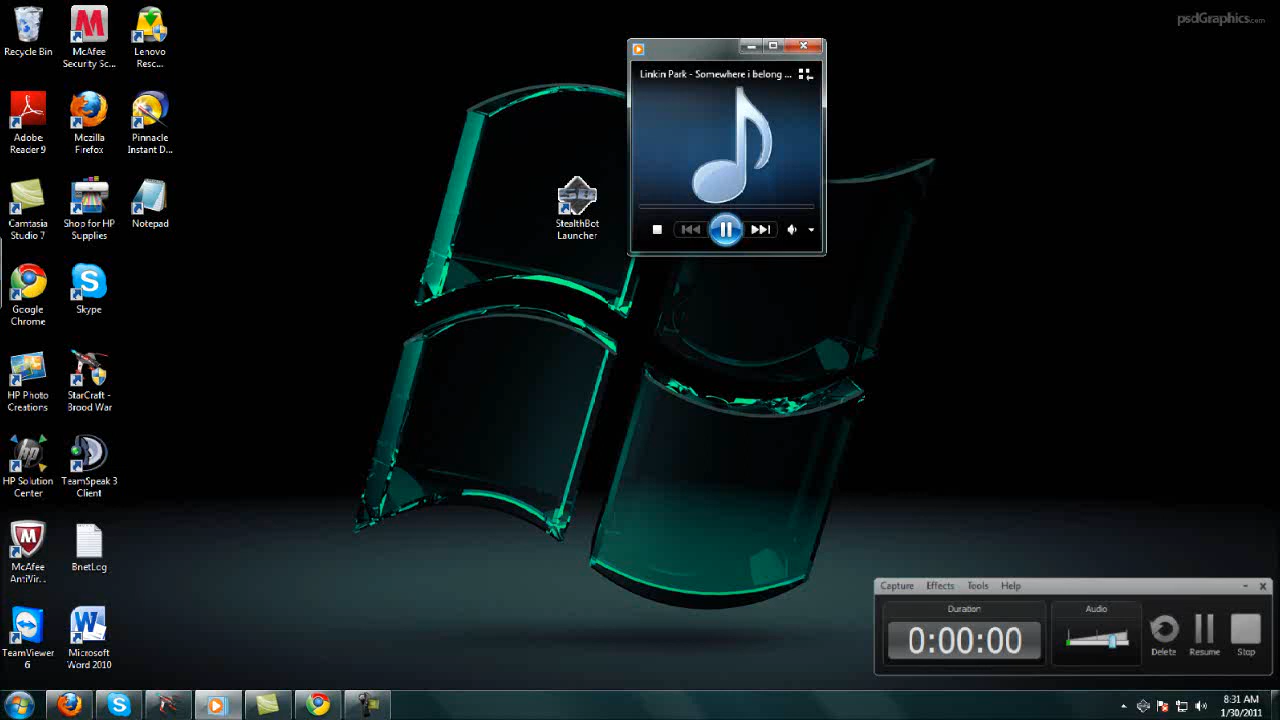 psdGraphics.com
Recycle Bin
McAfee
Security Sc...
Lenovo
Resc...
Adobe
Reader 9
Mozilla
Firefox
Pinnacle
Instant D...
Camtasia
Studio 7
Shop for HP
Supplies
Notepad
Google
Chrome
Skype
HP Photo
Creations
StarCraft -
Brood War
HP Solution
Center
TeamSpeak 3
Client
McAfee
AntiVir...
BnetLog
TeamViewer
6
Microsoft
Word 2010
StealthBot
Launcher
Linkin Park - Somewhere i belong ...
Capture Effects Tools Help
Duration
0:00:00
Audio
Delete
Resume
Stop
8:31 AM
1/30/2011